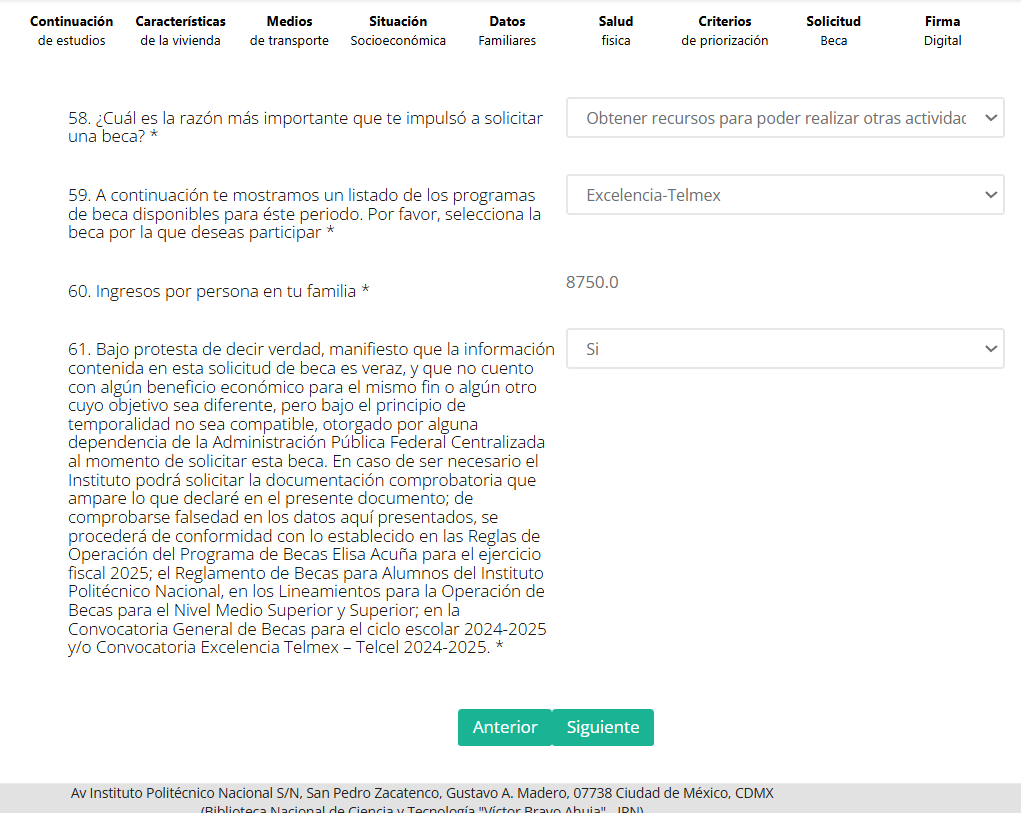 Continuación Características Medios Situación Datos Salud Criterios Solicitud Firma
de estudios de la vivienda de transporte Socioeconómica Familiares fisica de priorización Beca Digital
58. ¿Cuál es la razón más importante que te impulsó a solicitar
una beca? *
Obtener recursos para poder realizar otras actividac
59. A continuación te mostramos un listado de los programas
de beca disponibles para éste periodo. Por favor, selecciona la
beca por la que deseas participar *
Excelencia-Telmex
60. Ingresos por persona en tu familia *
8750.0
61. Bajo protesta de decir verdad, manifiesto que la información
contenida en esta solicitud de beca es veraz, y que no cuento
con algún beneficio económico para el mismo fin o algún otro
cuyo objetivo sea diferente, pero bajo el principio de
temporalidad no sea compatible, otorgado por alguna
dependencia de la Administración Pública Federal Centralizada
al momento de solicitar esta beca. En caso de ser necesario el
Instituto podrá solicitar la documentación comprobatoria que
ampare lo que declaré en el presente documento; de
comprobarse falsedad en los datos aquí presentados, se
procederá de conformidad con lo establecido en las Reglas de
Operación del Programa de Becas Elisa Acuña para el ejercicio
fiscal 2025; el Reglamento de Becas para Alumnos del Instituto
Politécnico Nacional, en los Lineamientos para la Operación de
Becas para el Nivel Medio Superior y Superior; en la
Convocatoria General de Becas para el ciclo escolar 2024-2025
y/o Convocatoria Excelencia Telmex – Telcel 2024-2025. *
Si
Anterior Siguiente
Av Instituto Politécnico Nacional S/N, San Pedro Zacatenco, Gustavo A. Madero, 07738 Ciudad de México, CDMX
(Biblioteca Nacional de Ciencia y Tecnología "Víctor Bravo Ahuja" - IPN)